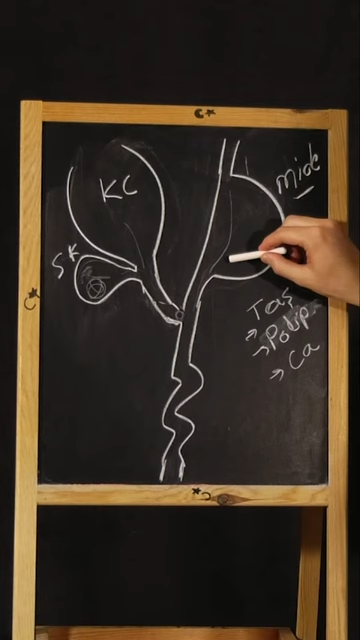 mide
KC
SK
Taş
→ Polip
→ Ca